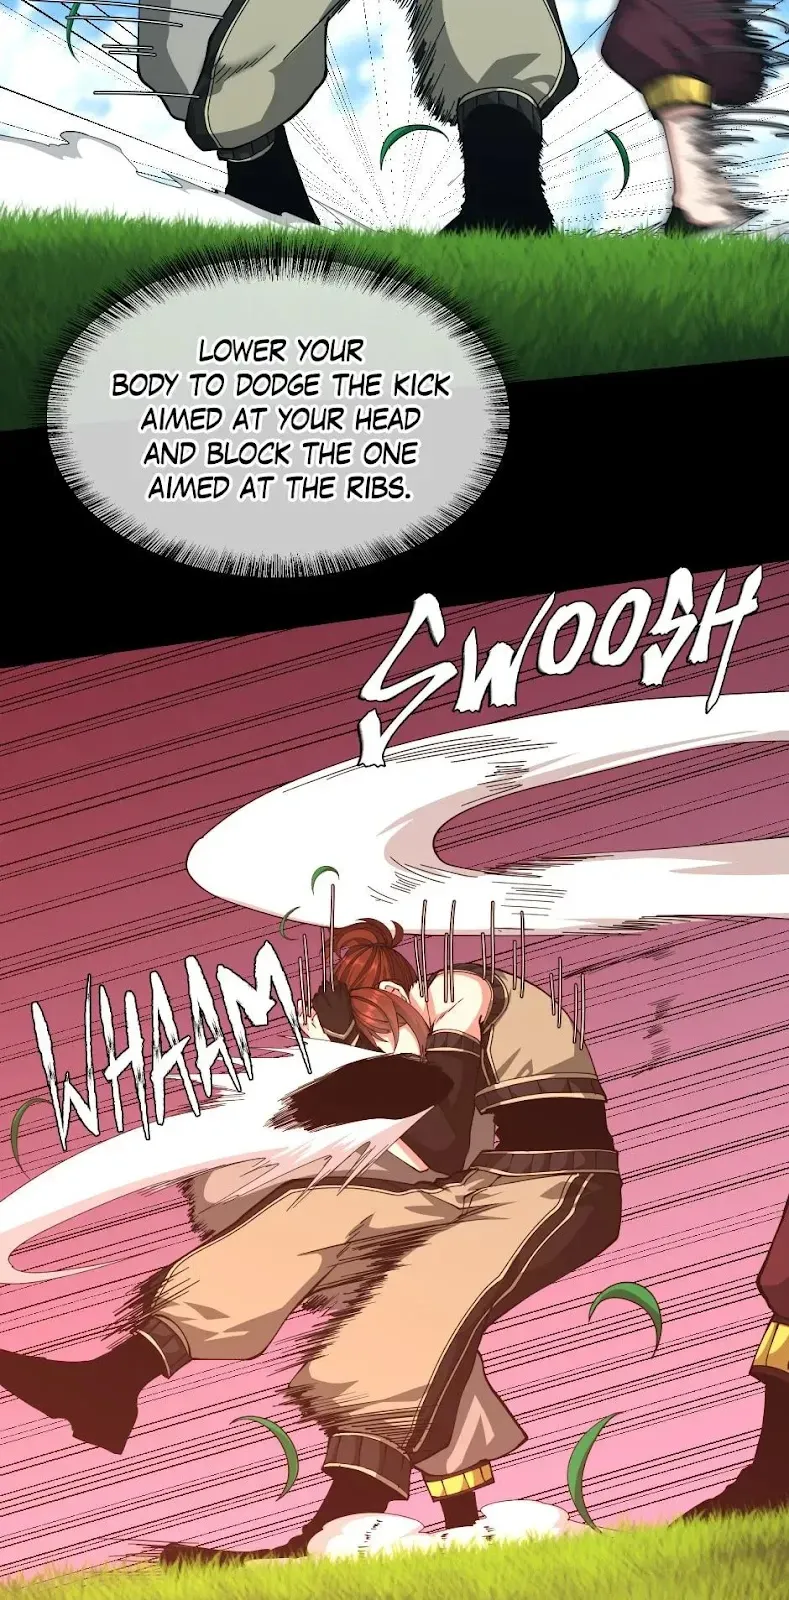 LOWER YOUR
BODY TO DODGE THE KICK
AIMED AT YOUR HEAD
AND BLOCK THE ONE
AIMED AT THE RIBS.
SWOOSH
WHAAM